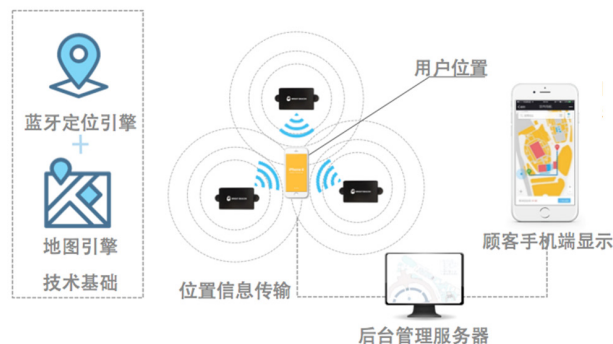 蓝牙定位引擎
+
地图引擎
技术基础
用户位置
位置信息传输
后台管理服务器
顾客手机端显示